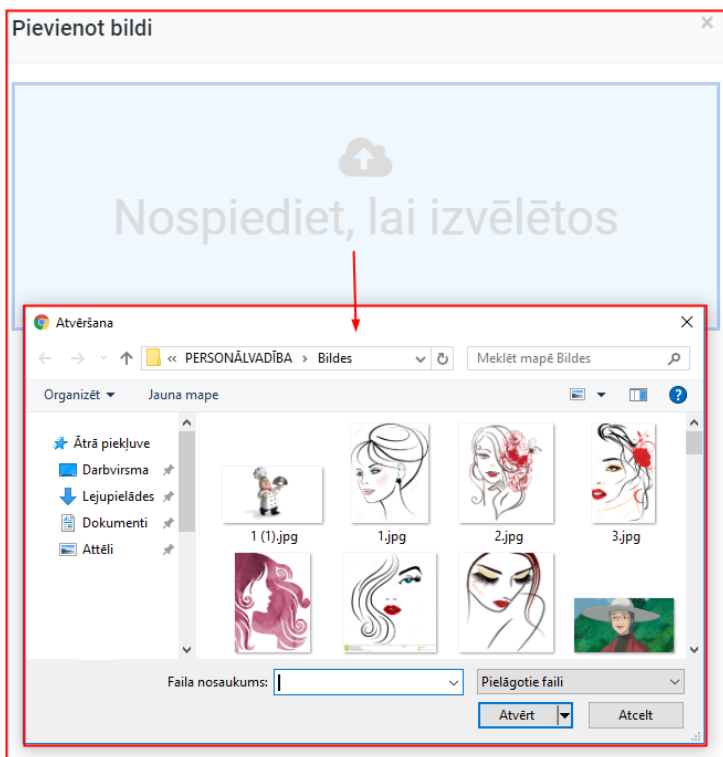 Pievienot bildi
Nospiediet, lai izvēlētos
Atvēršana
« PERSONĀLVADĪBA › Bildes
Meklēt mapē Bildes
Organizēt
Jauna mape
Ātrā piekļuve
Darbvirsma
Lejupielādes
Dokumenti
Attēli
1 (1).jpg
1.jpg
2.jpg
3.jpg
Faila nosaukums:
Pielāgotie faili
Atvērt
Atcelt